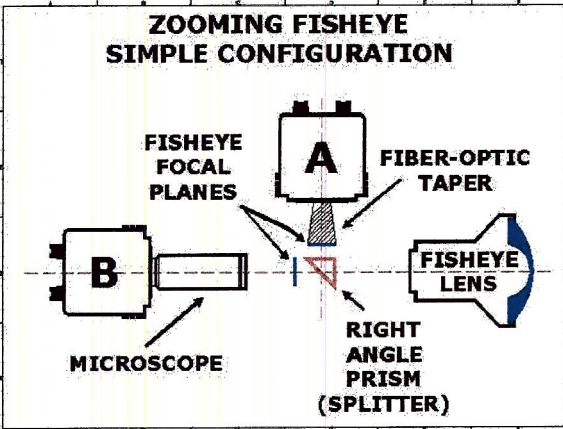 ZOOMING FISHEYE
SIMPLE CONFIGURATION
FISHEYE
FOCAL
PLANES
A
FIBER-OPTIC
TAPER
B
FISHEYE
LENS
MICROSCOPE
RIGHT
ANGLE
PRISM
(SPLITTER)